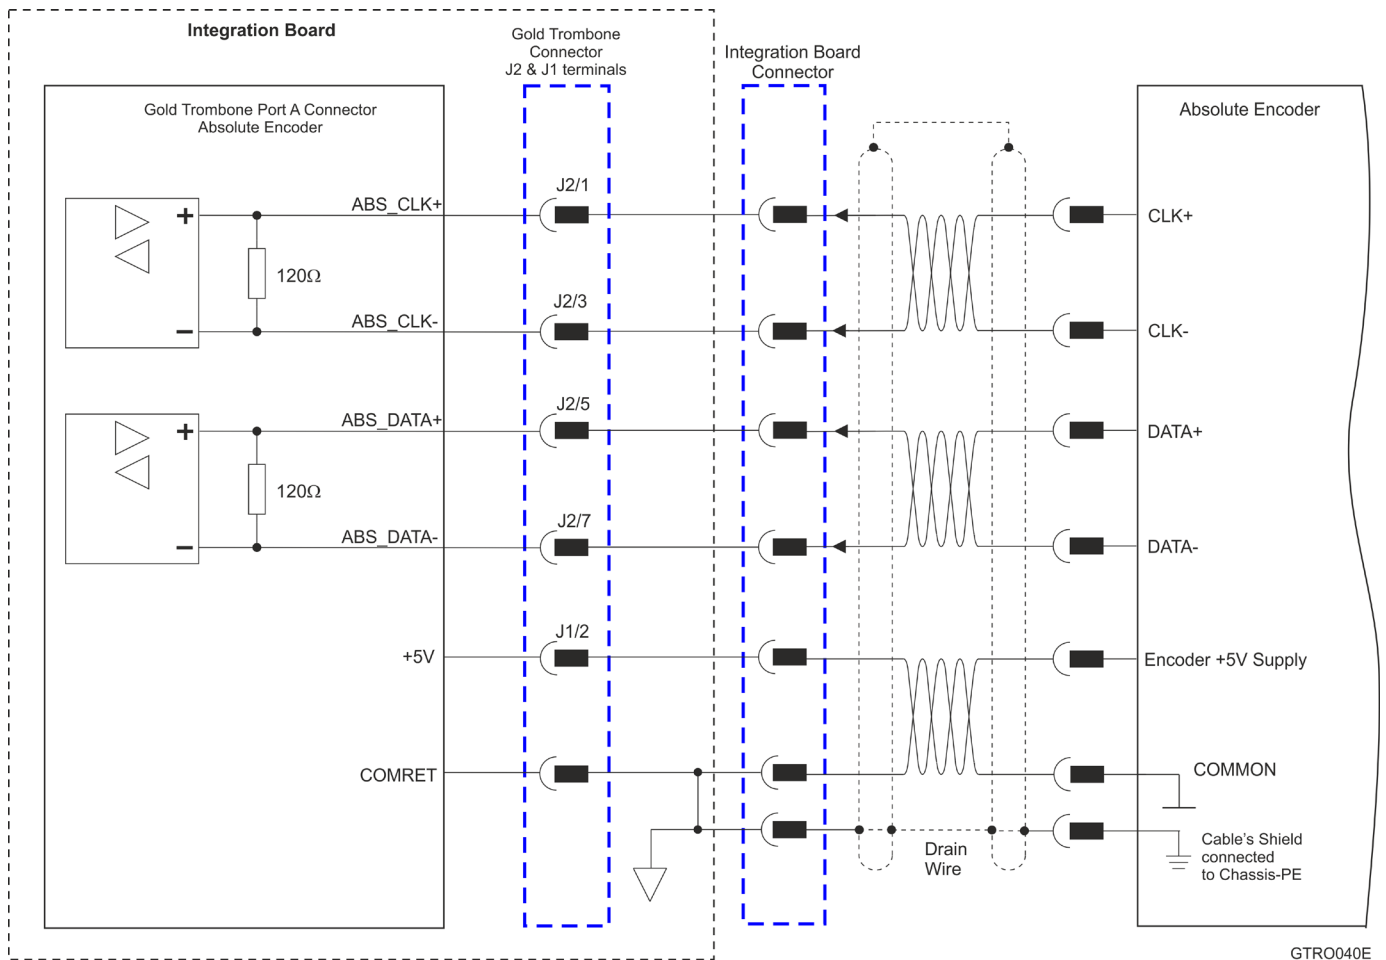 Integration Board
Gold Trombone
Connector
J2 & J1 terminals
Integration Board
Connector
Gold Trombone Port A Connector
Absolute Encoder
Absolute Encoder
+
ABS_CLK+
J2/1
CLK+
120Ω
−
ABS_CLK-
J2/3
CLK-
+
ABS_DATA+
J2/5
DATA+
120Ω
−
ABS_DATA-
J2/7
DATA-
+5V
J1/2
Encoder +5V Supply
COMRET
COMMON
Drain
Wire
Cable's Shield
connected
to Chassis-PE
GTRO040E